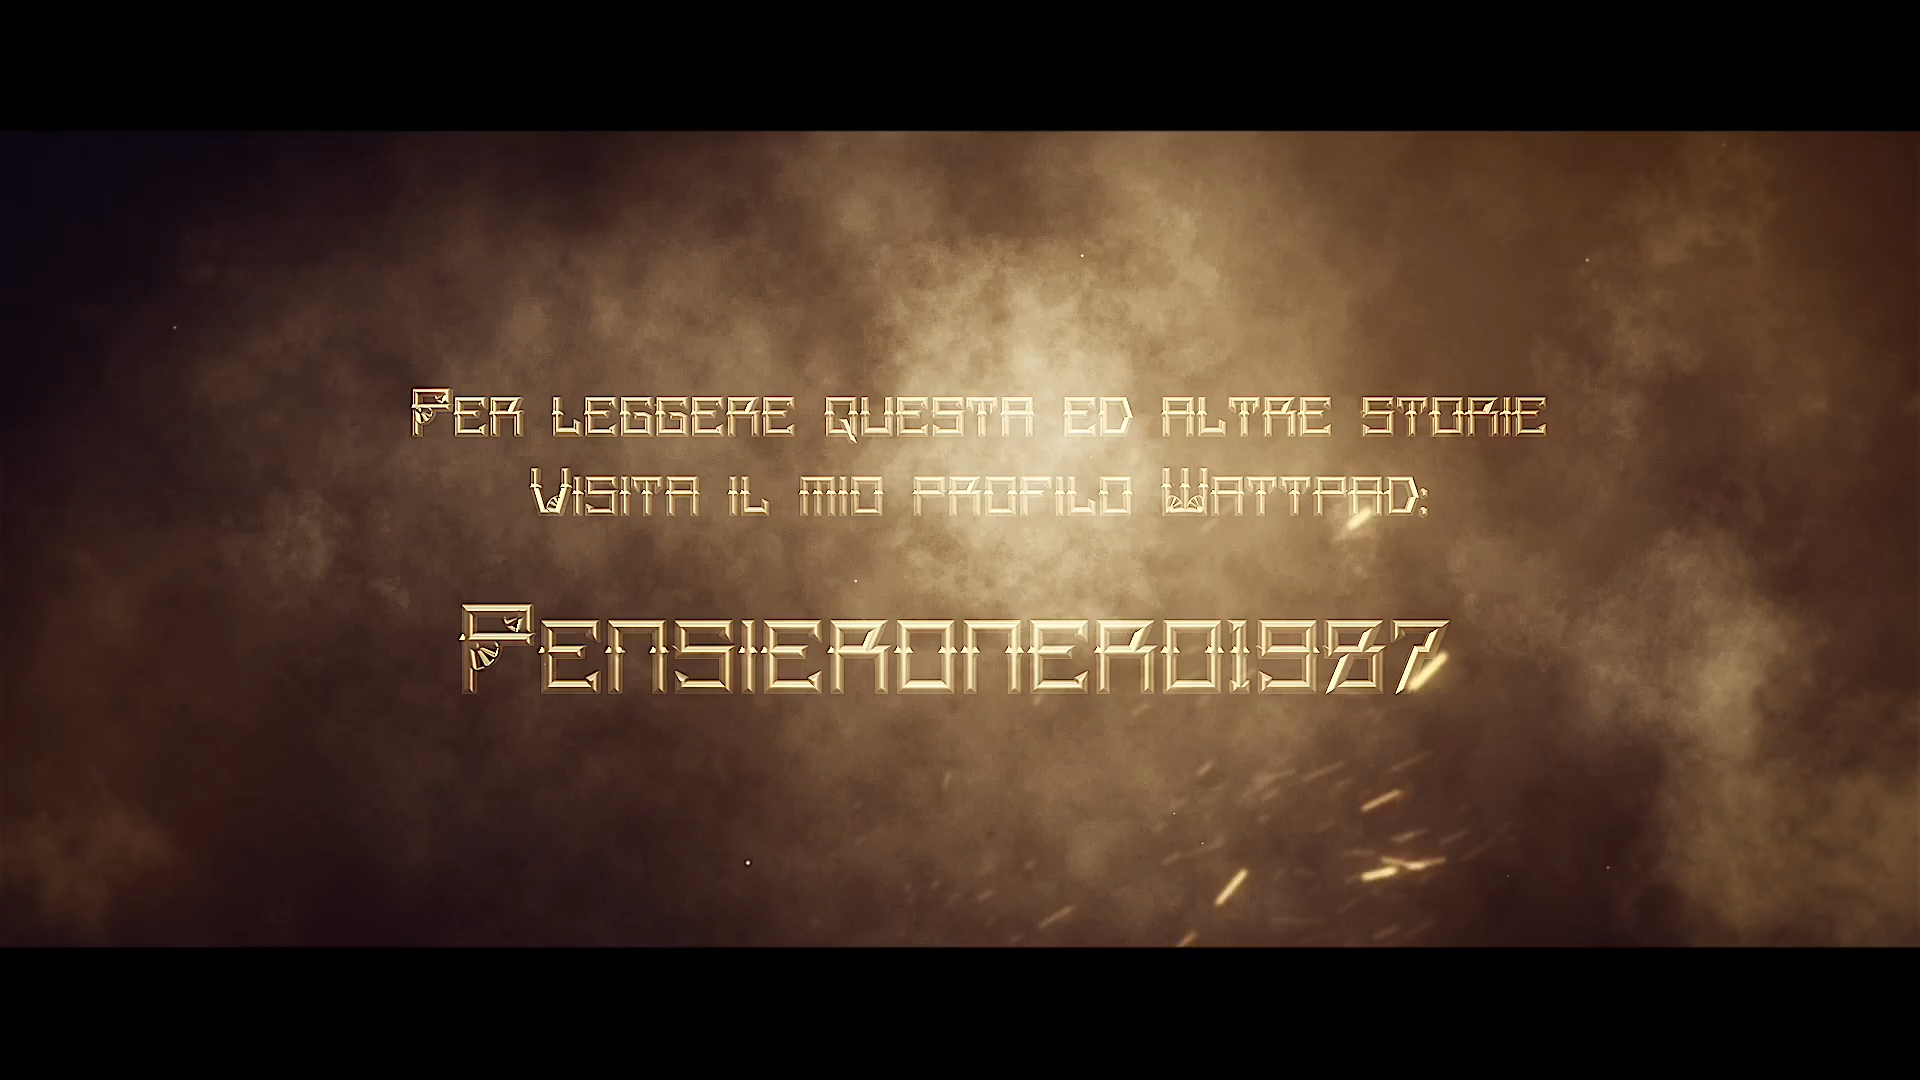 Per leggere questa ed altre storie
Visita il mio profilo Wattpad:
Pensieronero1987